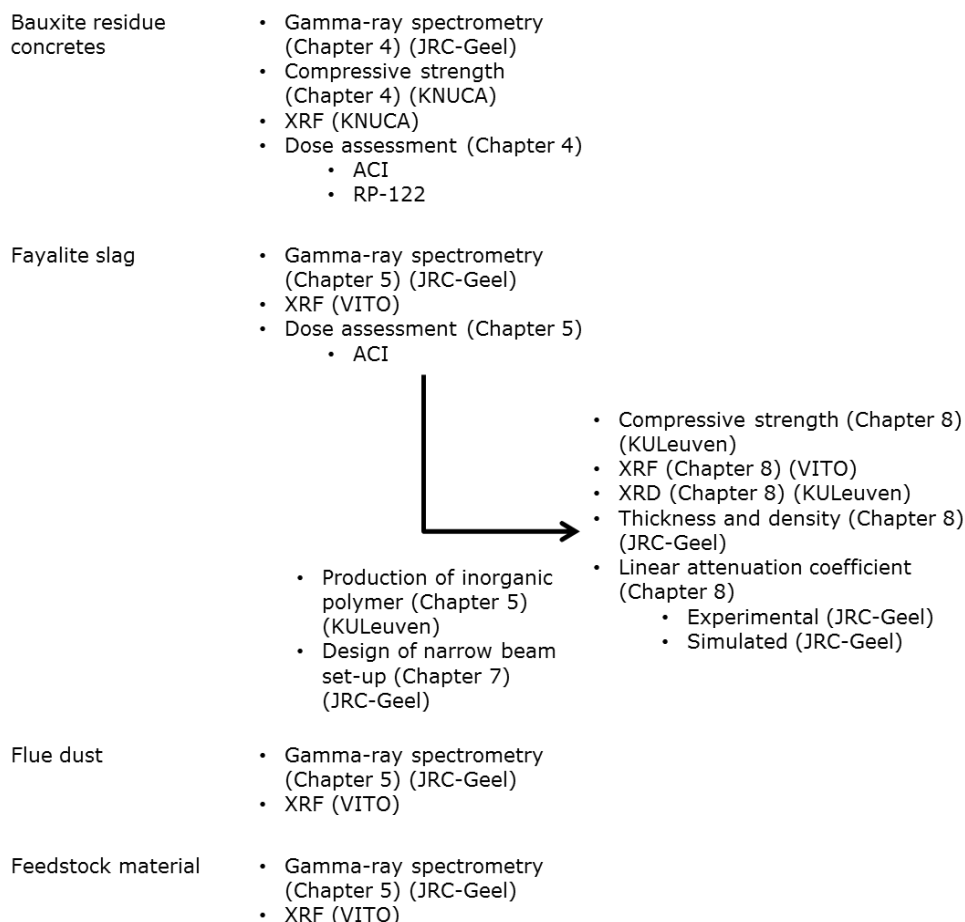 Bauxite residue
concretes
• Gamma-ray spectrometry
(Chapter 4) (JRC-Geel)
• Compressive strength
(Chapter 4) (KNUCA)
• XRF (KNUCA)
• Dose assessment (Chapter 4)
• ACI
• RP-122
Fayalite slag
• Gamma-ray spectrometry
(Chapter 5) (JRC-Geel)
• XRF (VITO)
• Dose assessment (Chapter 5)
• ACI
• Production of inorganic
polymer (Chapter 5)
(KULeuven)
• Design of narrow beam
set-up (Chapter 7)
(JRC-Geel)
• Compressive strength (Chapter 8)
(KULeuven)
• XRF (Chapter 8) (VITO)
• XRD (Chapter 8) (KULeuven)
• Thickness and density (Chapter 8)
(JRC-Geel)
• Linear attenuation coefficient
(Chapter 8)
• Experimental (JRC-Geel)
• Simulated (JRC-Geel)
Flue dust
• Gamma-ray spectrometry
(Chapter 5) (JRC-Geel)
• XRF (VITO)
Feedstock material
• Gamma-ray spectrometry
(Chapter 5) (JRC-Geel)
• XRF (VITO)